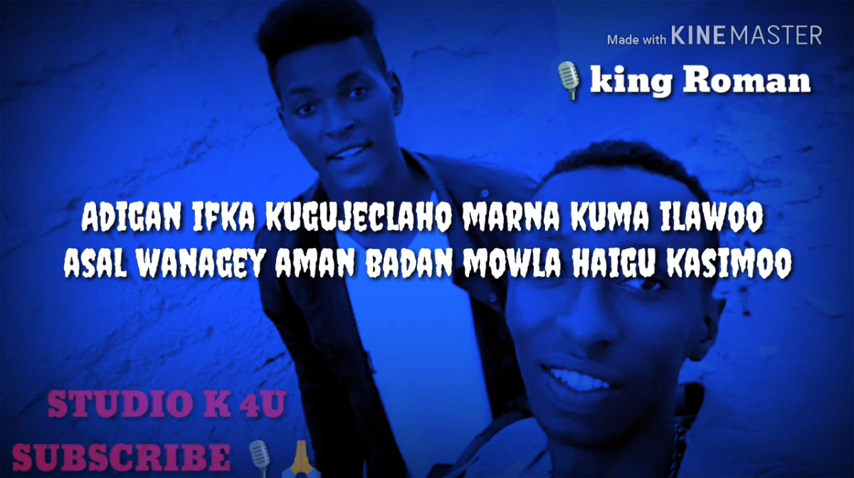 Made with KINEMASTER
🎙️king Roman
ADIGAN IFKA KUGUJECLAHO MARNA KUMA ILAWOO
ASAL WANAGEY AMAN BADAN MOWLA HAIGU KASIMOO
STUDIO K 4U
SUBSCRIBE 🎙️🙏